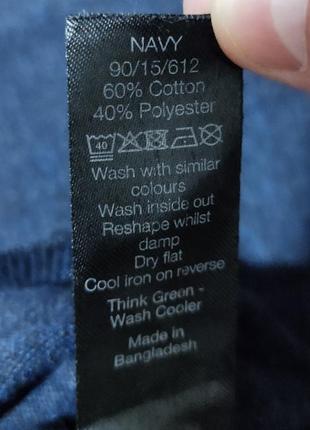 NAVY
90/15/612
60% Cotton
40% Polyester
40
Wash with similar
colours
Wash inside out
Reshape whilst
damp
Dry flat
Cool iron on reverse
Think Green -
Wash Cooler
Made in
Bangladesh